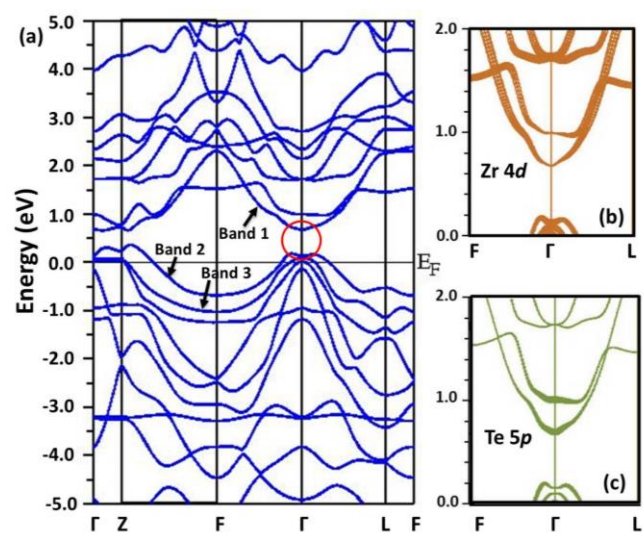 (a)
Energy (eV)
5.0
4.0
3.0
2.0
1.0
0.0
-1.0
-2.0
-3.0
-4.0
-5.0
Band 1
Band 2
Band 3
E_F
Γ Z F Γ L F
2.0
1.0
0.0
Zr 4d
(b)
F Γ L
2.0
1.0
0.0
Te 5p
(c)
F Γ L